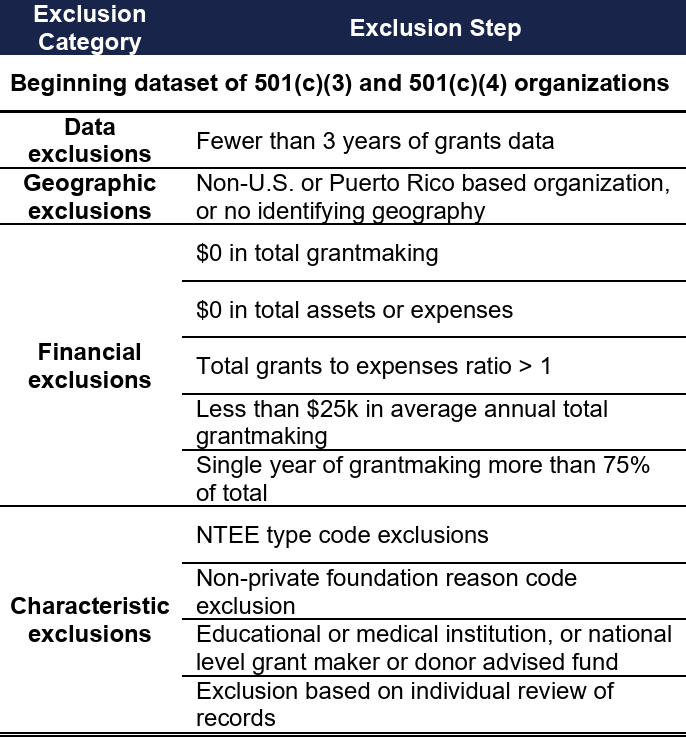 Exclusion
Category
Exclusion Step
Beginning dataset of 501(c)(3) and 501(c)(4) organizations
Data
exclusions
Fewer than 3 years of grants data
Geographic
exclusions
Non-U.S. or Puerto Rico based organization,
or no identifying geography
Financial
exclusions
$0 in total grantmaking
$0 in total assets or expenses
Total grants to expenses ratio > 1
Less than $25k in average annual total
grantmaking
Single year of grantmaking more than 75%
of total
Characteristic
exclusions
NTEE type code exclusions
Non-private foundation reason code
exclusion
Educational or medical institution, or national
level grant maker or donor advised fund
Exclusion based on individual review of
records